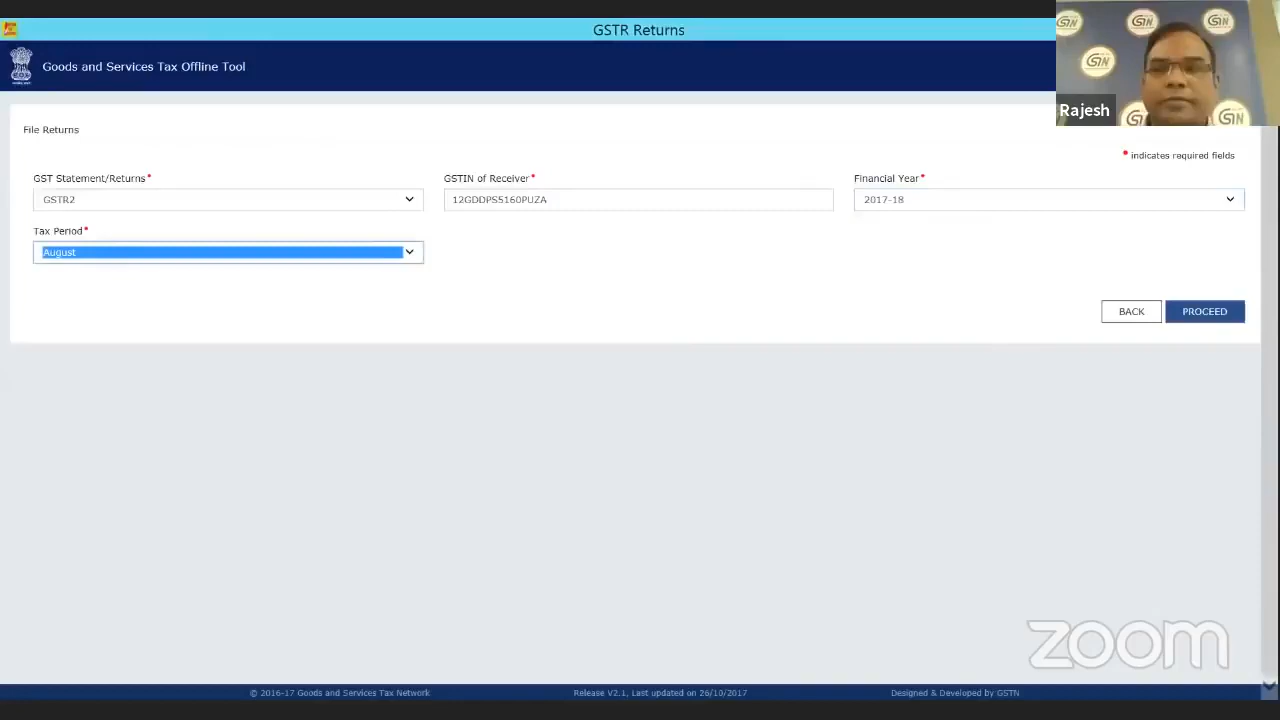 GSTR Returns
Goods and Services Tax Offline Tool
Rajesh
File Returns
• indicates required fields
GST Statement/Returns•
GSTR2
GSTIN of Receiver•
12GDDPS5160PUZA
Financial Year•
2017-18
Tax Period•
August
BACK
PROCEED
zoom
© 2016-17 Goods and Services Tax Network
Release V2.1, Last updated on 26/10/2017
Designed & Developed by GSTN